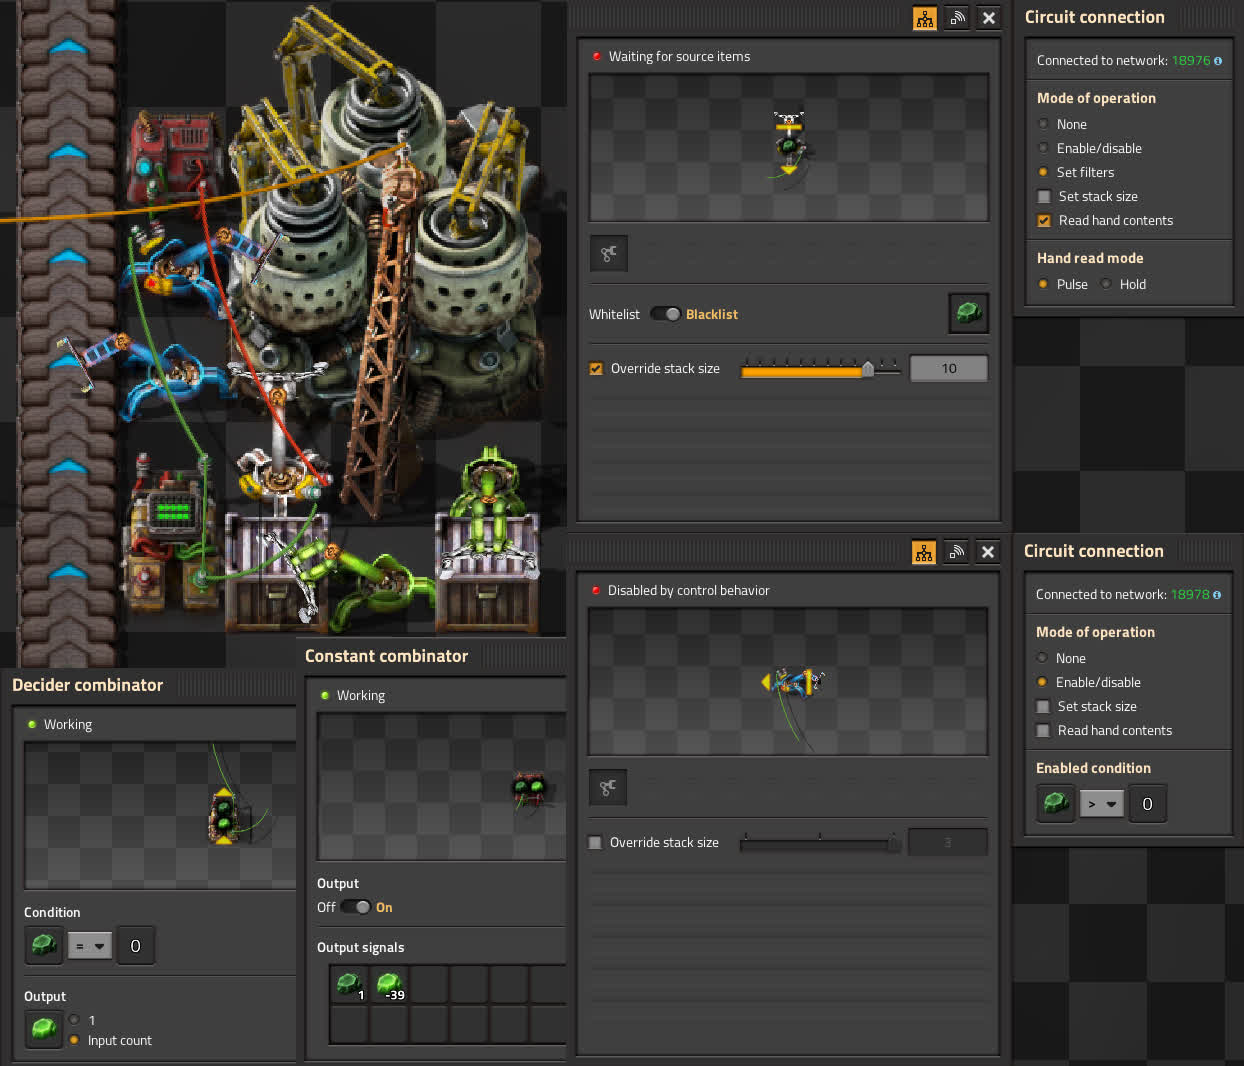 Waiting for source items
Whitelist
Blacklist
Override stack size
10
Circuit connection
Connected to network: 18976
Mode of operation
None
Enable/disable
Set filters
Set stack size
Read hand contents
Hand read mode
Pulse
Hold
Disabled by control behavior
Override stack size
3
Circuit connection
Connected to network: 18978
Mode of operation
None
Enable/disable
Set stack size
Read hand contents
Enabled condition
> 0
Decider combinator
Working
Condition
= 0
Output
1
Input count
Constant combinator
Working
Output
Off On
Output signals
1 -39